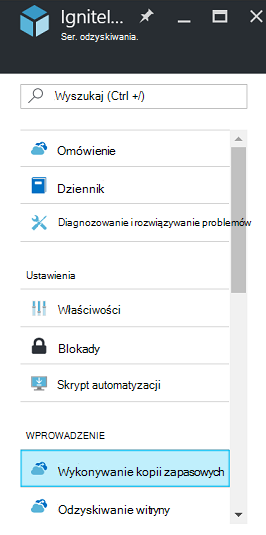 Ignitel...
Ser. odzyskiwania.
Wyszukaj (Ctrl +/)
Omówienie
Dziennik
Diagnozowanie i rozwiązywanie problemów
Ustawienia
Właściwości
Blokady
Skrypt automatyzacji
WPROWADZENIE
Wykonywanie kopii zapasowych
Odzyskiwanie witryny